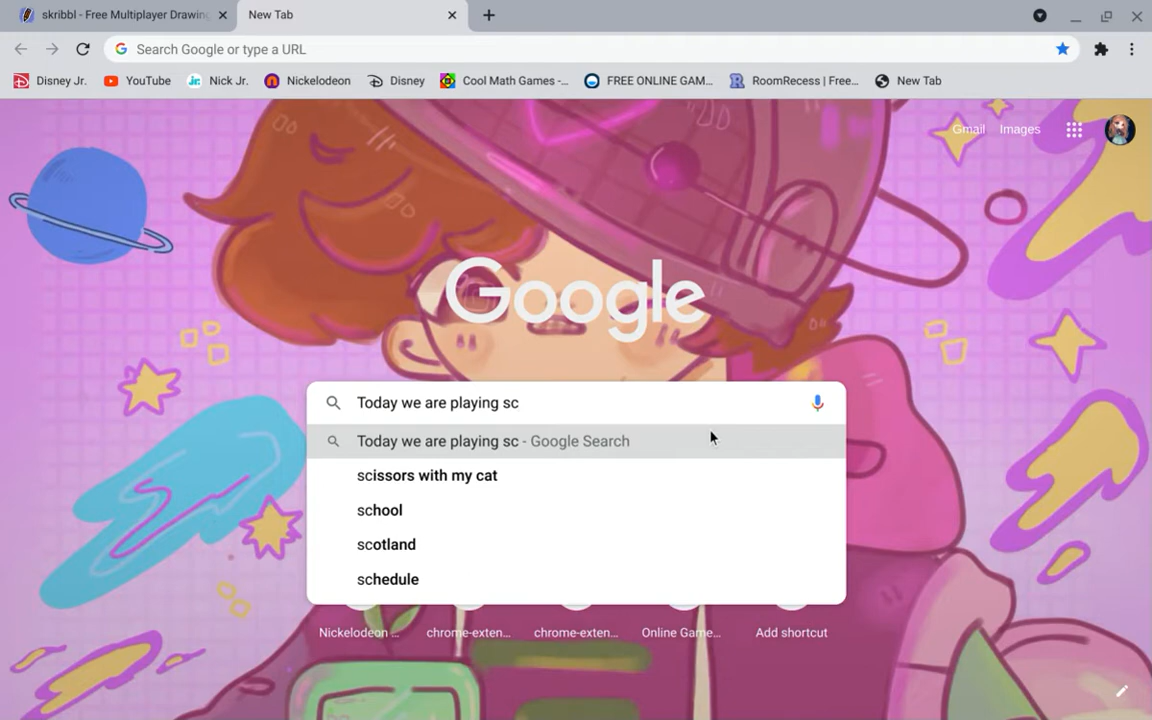 skribbl - Free Multiplayer Drawing
New Tab
Search Google or type a URL
Disney Jr. YouTube Nick Jr. Nickelodeon Disney Cool Math Games -... FREE ONLINE GAM... RoomRecess | Free... New Tab
Gmail Images
Google
Today we are playing sc
Today we are playing sc - Google Search
scissors with my cat
school
scotland
schedule
Nickelodeon ... chrome-exten... chrome-exten... Online Game... Add shortcut